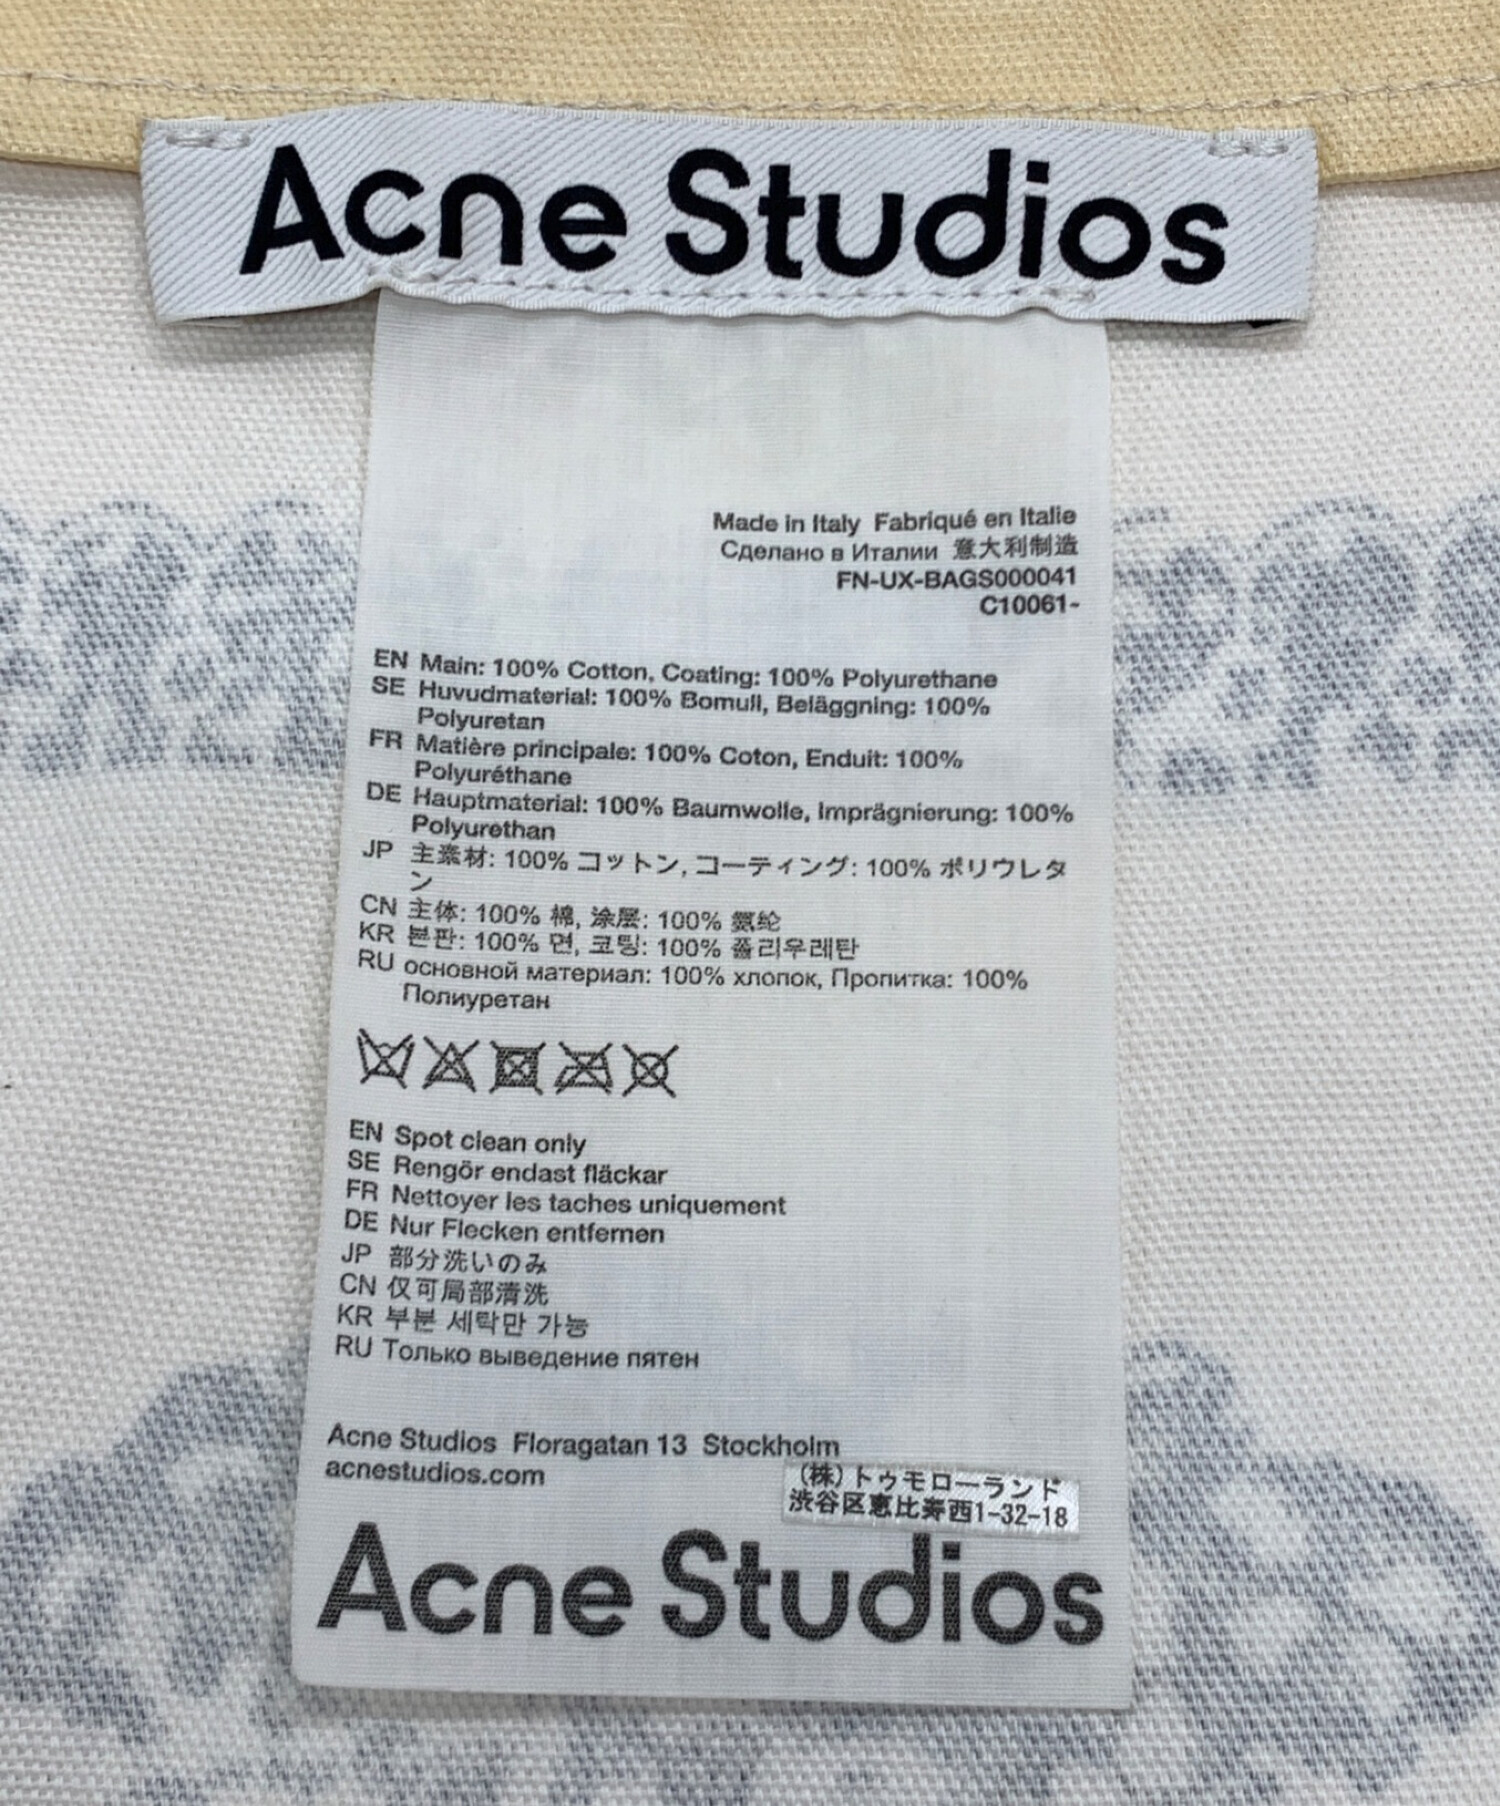 Acne Studios
Made in Italy Fabriqué en Italie
Сделано в Италии 意大利制造
FN-UX-BAGS000041
C10061-
EN Main: 100% Cotton, Coating: 100% Polyurethane
SE Huvudmaterial: 100% Bomull, Beläggning: 100%
Polyuretan
FR Matière principale: 100% Coton, Enduit: 100%
Polyuréthane
DE Hauptmaterial: 100% Baumwolle, Imprägnierung: 100%
Polyurethan
JP 主素材: 100% コットン, コーティング: 100% ポリウレタ
ン
CN 主体: 100% 棉, 涂层: 100% 氨纶
KR 본판: 100% 면, 코팅: 100% 폴리우레탄
RU основной материал: 100% хлопок, Пропитка: 100%
Полиуретан
EN Spot clean only
SE Rengör endast fläckar
FR Nettoyer les taches uniquement
DE Nur Flecken entfernen
JP 部分洗いのみ
CN 仅可局部清洗
KR 부분 세탁만 가능
RU Только выведение пятен
Acne Studios Floragatan 13 Stockholm
acnestudios.com
(株)トゥモローランド
渋谷区恵比寿西1-32-18
Acne Studios